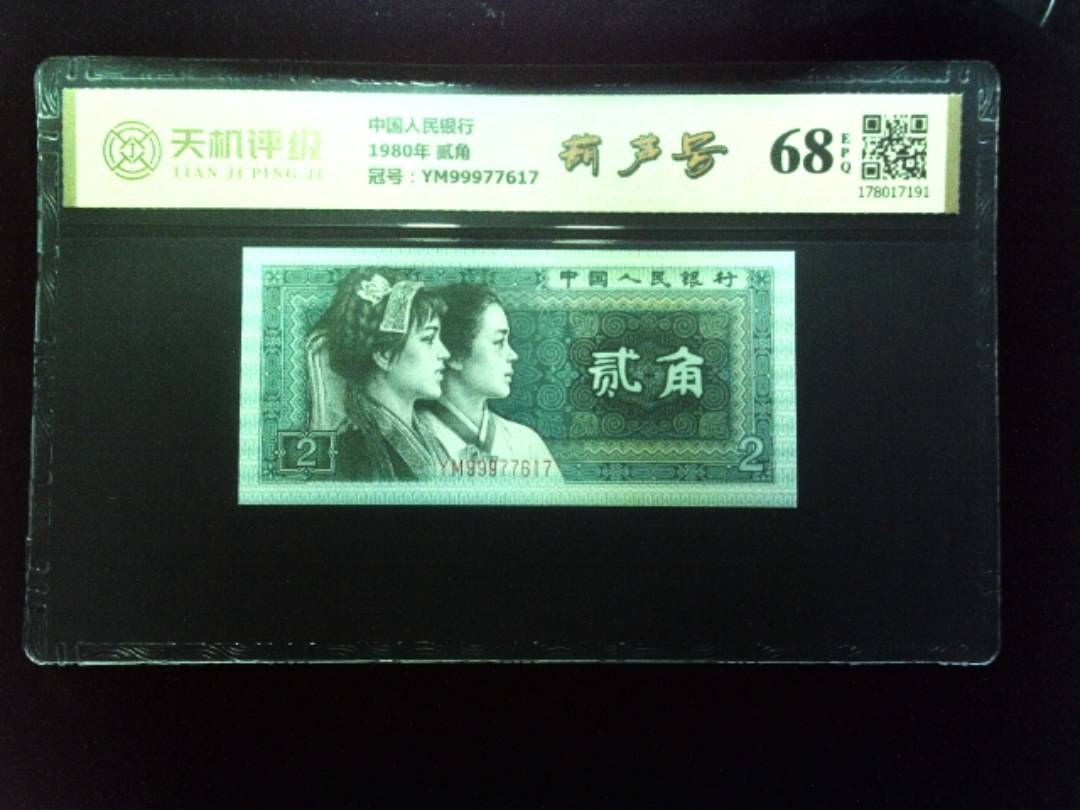 天机评级
TIAN JI PING JI
中国人民银行
1980年 贰角
冠号：YM99977617
葫芦号
68
EPQ
178017191
中国人民银行
贰角
2
YM99977617
2